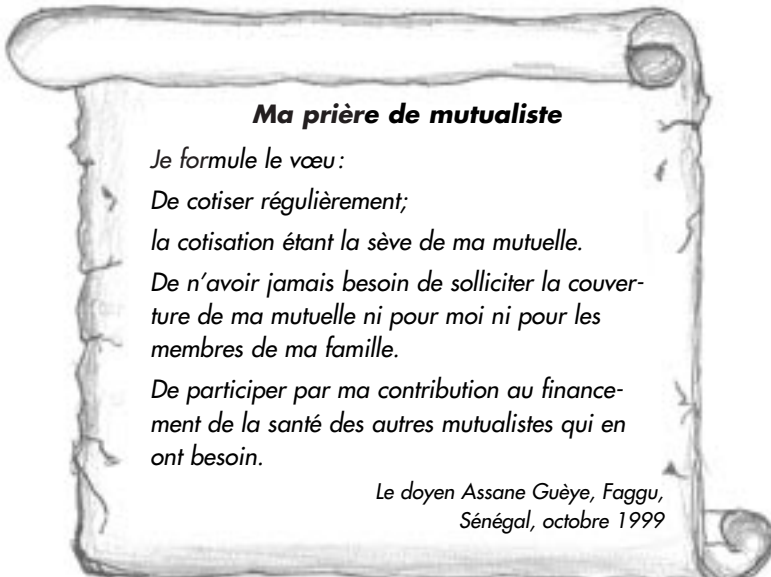 Ma prière de mutualiste
Je formule le vœu:
De cotiser régulièrement;
la cotisation étant la sève de ma mutuelle.
De n'avoir jamais besoin de solliciter la couver-
ture de ma mutuelle ni pour moi ni pour les
membres de ma famille.
De participer par ma contribution au finance-
ment de la santé des autres mutualistes qui en
ont besoin.
Le doyen Assane Guèye, Faggu,
Sénégal, octobre 1999